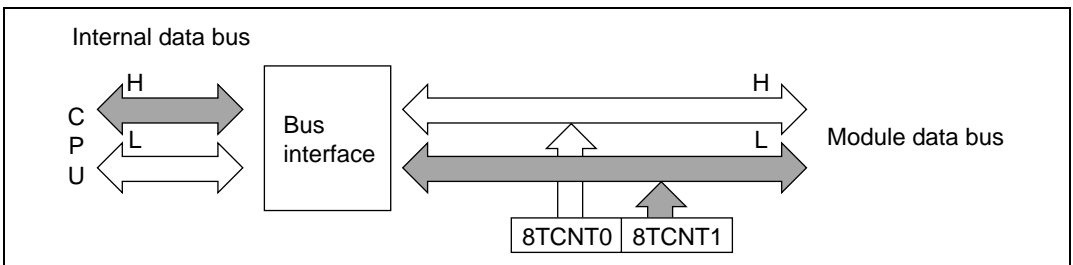 Internal data bus
H
H
C
P
U
Bus
interface
L
L
Module data bus
8TCNT0
8TCNT1